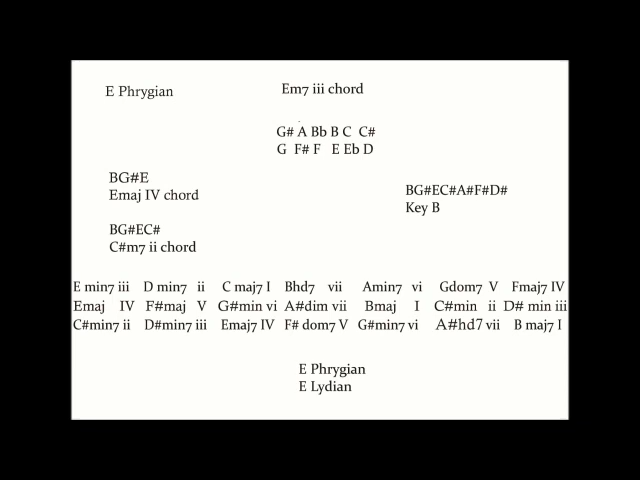 E Phrygian
Em7 iii chord
G# A Bb B C C#
G F# F E Eb D
BG#E
Emaj IV chord
BG#EC#A#F#D#
Key B
BG#EC#
C#m7 ii chord
E min7 iii D min7 ii C maj7 I Bhd7 vii Amin7 vi Gdom7 V Fmaj7 IV
Emaj IV F#maj V G#min vi A#dim vii Bmaj I C#min ii D# min iii
C#min7 ii D#min7 iii Emaj7 IV F# dom7 V G#min7 vi A#hd7 vii B maj7 I
E Phrygian
E Lydian